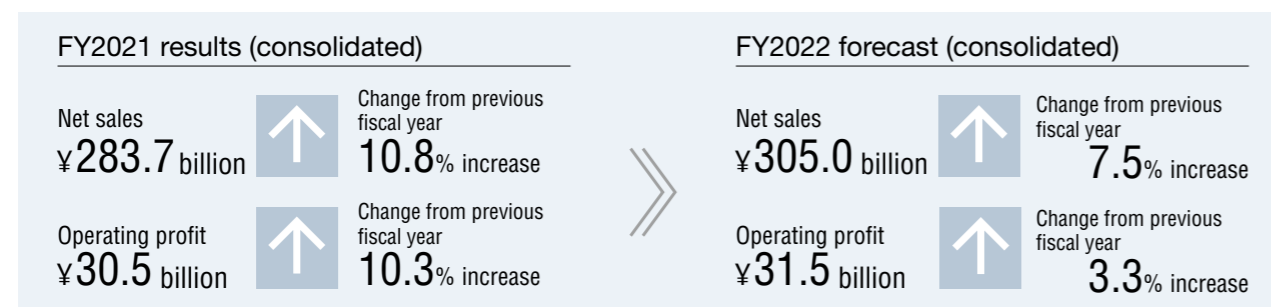 FY2021 results (consolidated)
Net sales
¥283.7 billion
Change from previous
fiscal year
10.8% increase
Operating profit
¥30.5 billion
Change from previous
fiscal year
10.3% increase
FY2022 forecast (consolidated)
Net sales
¥305.0 billion
Change from previous
fiscal year
7.5% increase
Operating profit
¥31.5 billion
Change from previous
fiscal year
3.3% increase